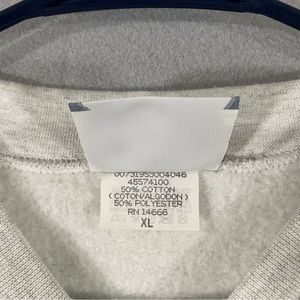 00731953004046
45574100
50% COTTON
(COTON/ALGODON)
50% POLYESTER
RN 14666
XL